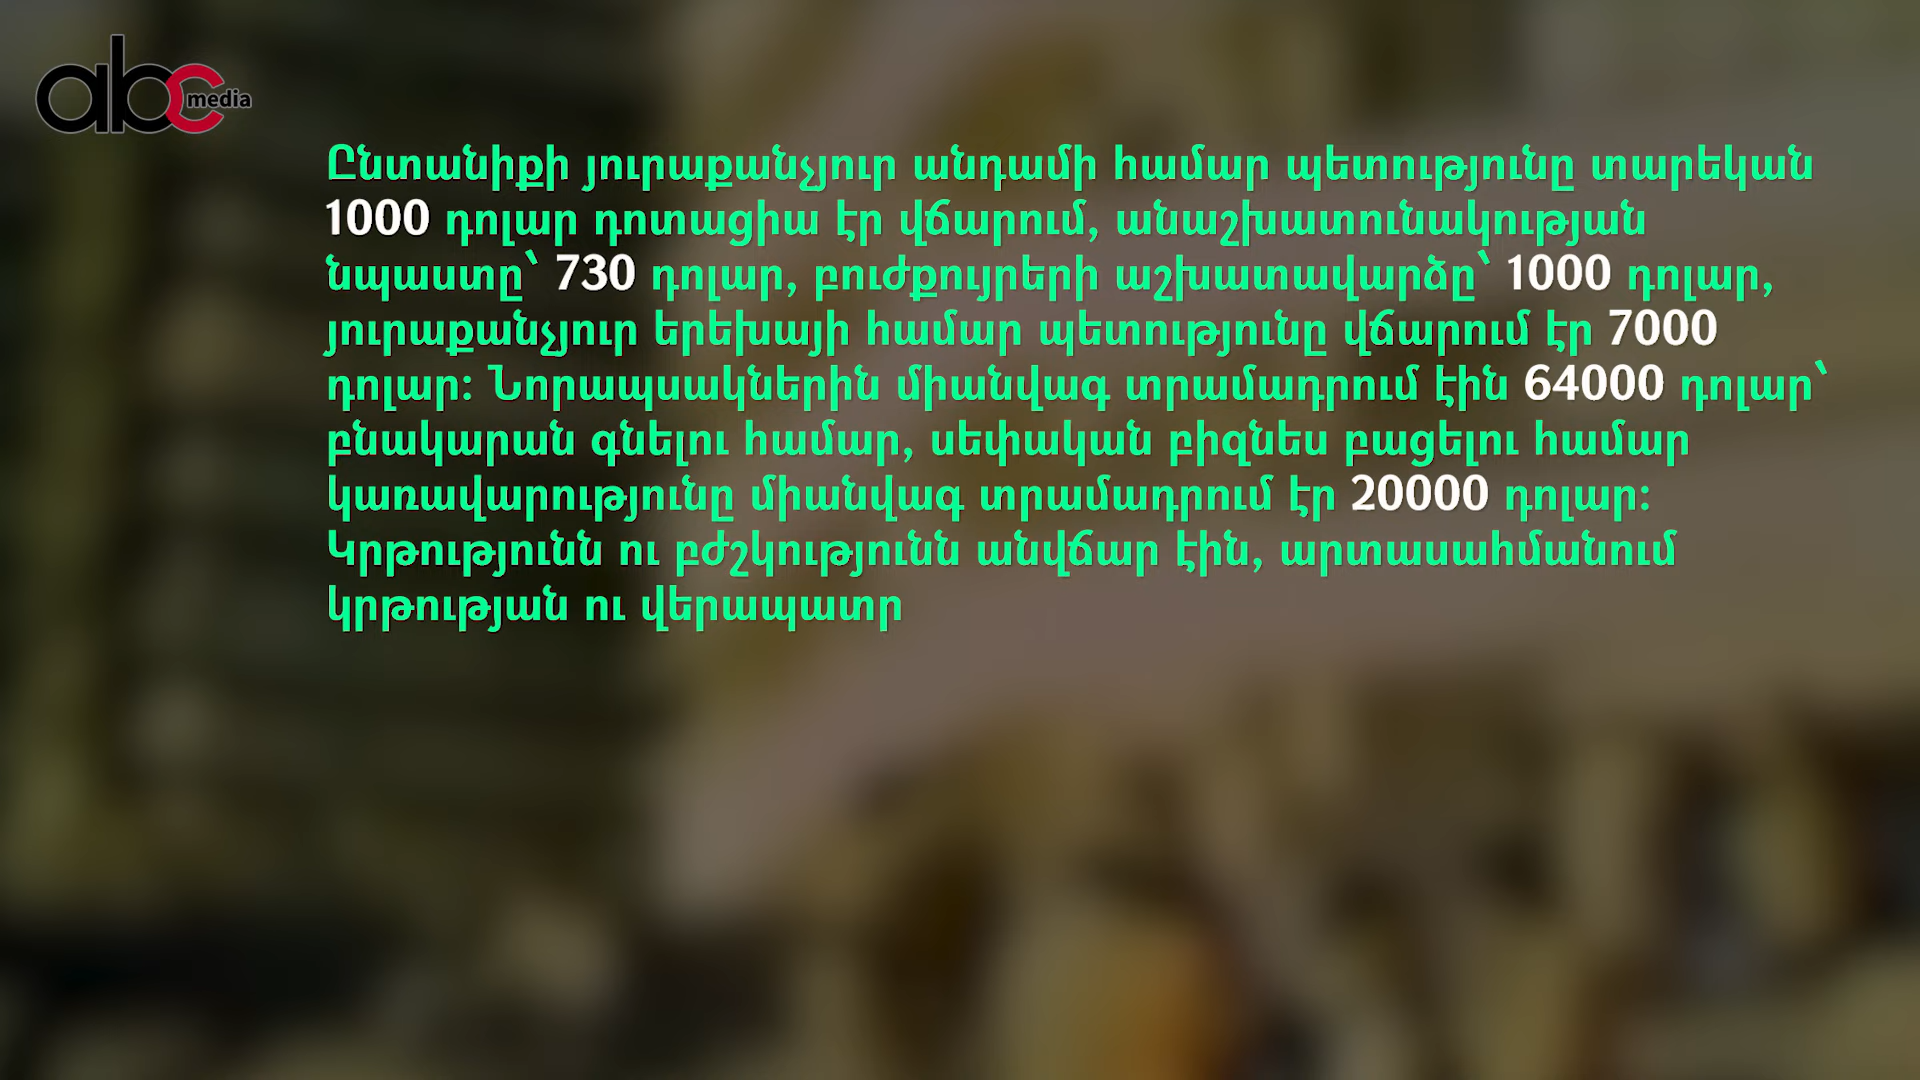 abc media
Ընտանիքի յուրաքանչյուր անդամի համար պետությունը տարեկան
1000 դոլար դոտացիա էր վճարում, անաշխատունակության
նպաստը՝ 730 դոլար, բուժքույրերի աշխատավարձը՝ 1000 դոլար,
յուրաքանչյուր երեխայի համար պետությունը վճարում էր 7000
դոլար։ Նորապսակներին միանվագ տրամադրում էին 64000 դոլար՝
բնակարան գնելու համար, սեփական բիզնես բացելու համար
կառավարությունը միանվագ տրամադրում էր 20000 դոլար։
Կրթությունն ու բժշկությունն անվճար էին, արտասահմանում
կրթության ու վերապատր